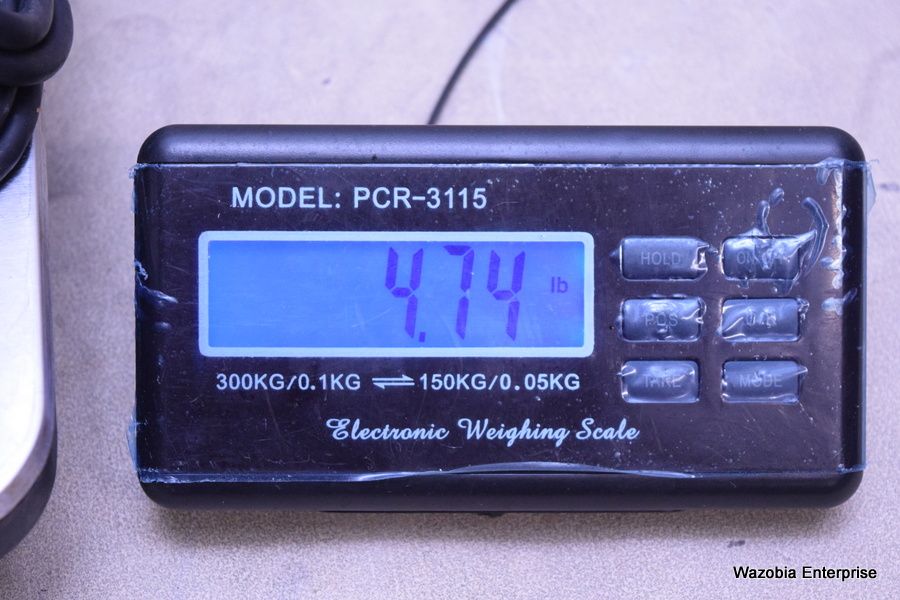 MODEL: PCR-3115
4.74 lb
HOLD
300KG/0.1KG ⇌ 150KG/0.05KG
TARE MODE
Electronic Weighing Scale
Wazobia Enterprise